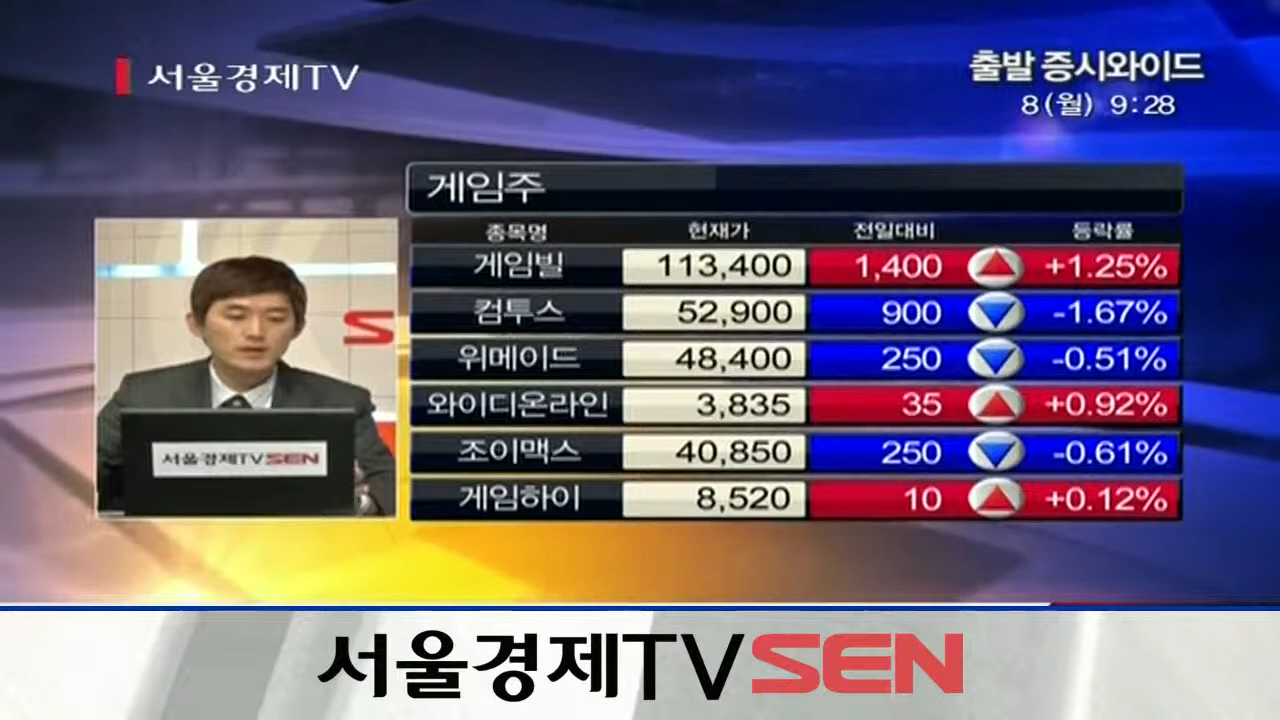 서울경제TV
출발 증시와이드
8(월) 9:28
게임주
종목명 현재가 전일대비 등락률
게임빌 113,400 1,400 +1.25%
컴투스 52,900 900 -1.67%
위메이드 48,400 250 -0.51%
와이디온라인 3,835 35 +0.92%
조이맥스 40,850 250 -0.61%
게임하이 8,520 10 +0.12%
S
서울경제TVSEN
서울경제TVSEN